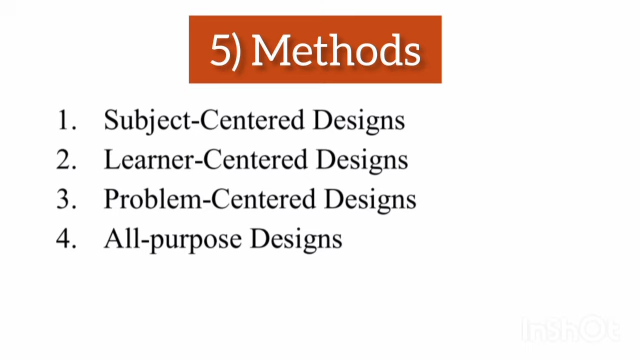 5) Methods
1. Subject-Centered Designs
2. Learner-Centered Designs
3. Problem-Centered Designs
4. All-purpose Designs
InShOt